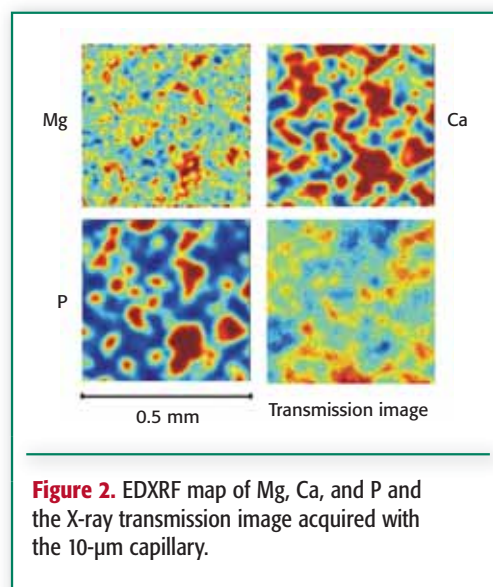 Mg
Ca
P
0.5 mm
Transmission image
Figure 2. EDXRF map of Mg, Ca, and P and
the X-ray transmission image acquired with
the 10-µm capillary.